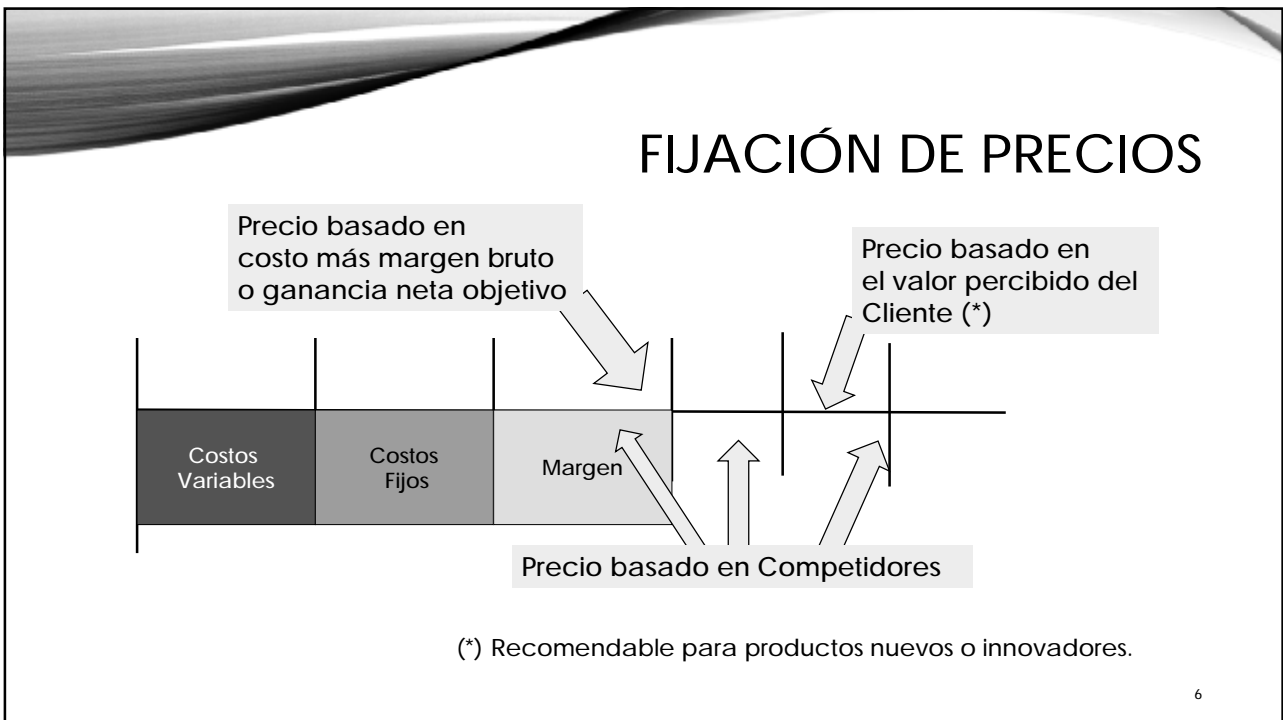 FIJACIÓN DE PRECIOS
Precio basado en
costo más margen bruto
o ganancia neta objetivo
Precio basado en
el valor percibido del
Cliente (*)
Costos
Variables
Costos
Fijos
Margen
Precio basado en Competidores
(*) Recomendable para productos nuevos o innovadores.
6